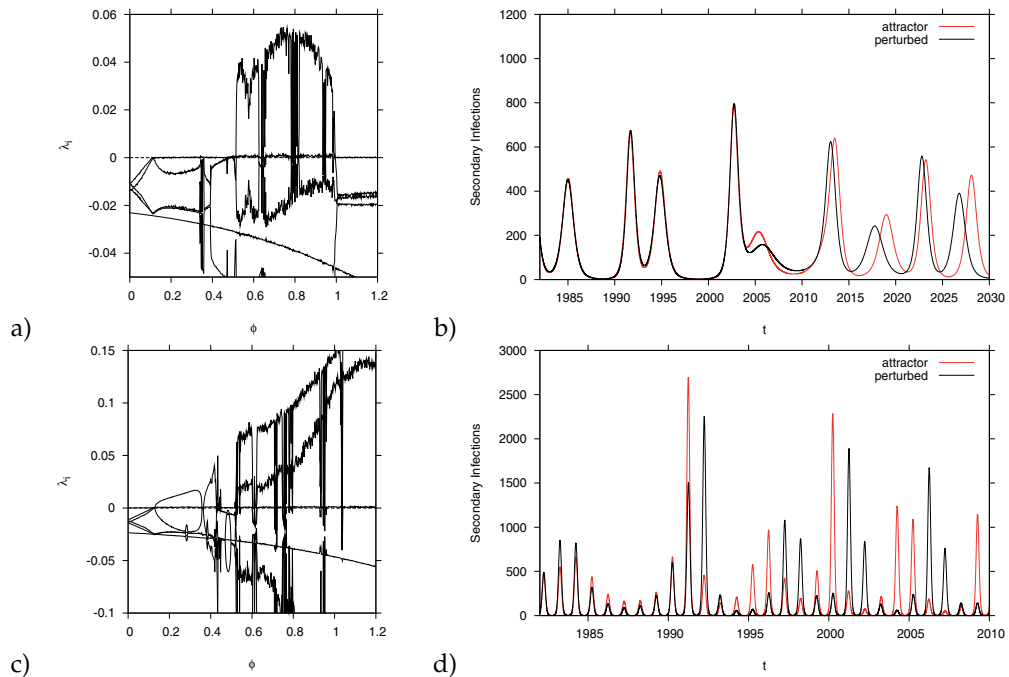 0.06
0.04
0.02
0
-0.02
-0.04
λi
0 0.2 0.4 0.6 0.8 1 1.2
ϕ
a)
1200
1000
800
600
400
200
0
Secondary Infections
attractor
perturbed
1985 1990 1995 2000 2005 2010 2015 2020 2025 2030
t
b)
0.15
0.1
0.05
0
-0.05
-0.1
λi
0 0.2 0.4 0.6 0.8 1 1.2
ϕ
c)
3000
2500
2000
1500
1000
500
0
Secondary Infections
attractor
perturbed
1985 1990 1995 2000 2005 2010
t
d)